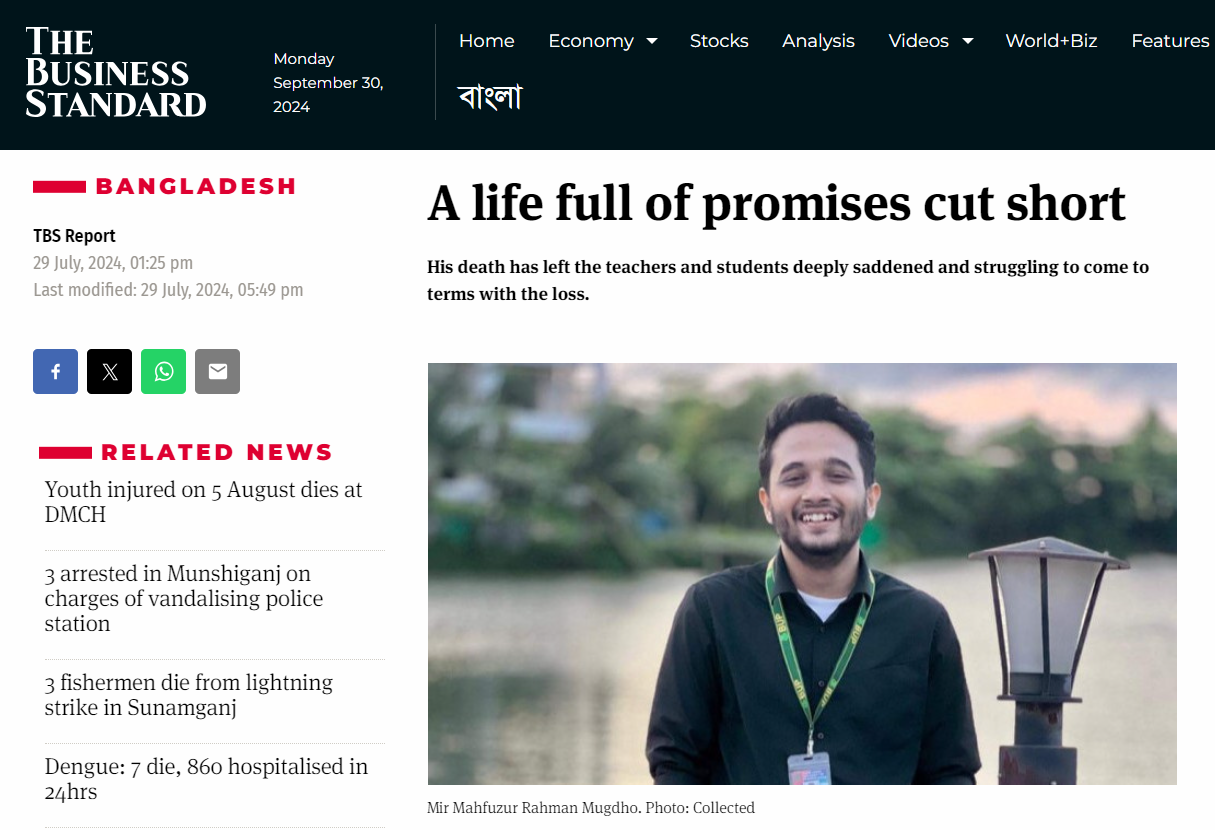 THE
BUSINESS
STANDARD
Monday
September 30,
2024
Home Economy Stocks Analysis Videos World+Biz Features
বাংলা
BANGLADESH
TBS Report
29 July, 2024, 01:25 pm
Last modified: 29 July, 2024, 05:49 pm
RELATED NEWS
Youth injured on 5 August dies at
DMCH
3 arrested in Munshiganj on
charges of vandalising police
station
3 fishermen die from lightning
strike in Sunamganj
Dengue: 7 die, 860 hospitalised in
24hrs
A life full of promises cut short
His death has left the teachers and students deeply saddened and struggling to come to
terms with the loss.
BUP
BUP
Mir Mahfuzur Rahman Mugdho. Photo: Collected